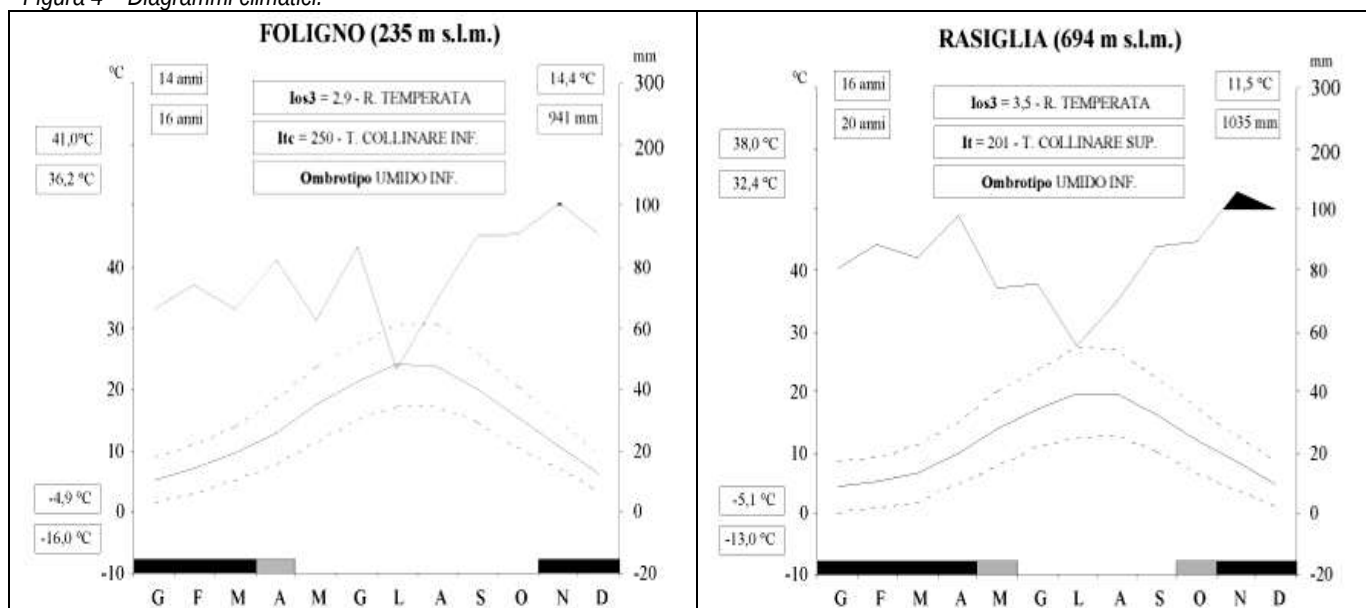 Figura 4 – Diagrammi climatici.
FOLIGNO (235 m s.l.m.)
°C
mm
14 anni
16 anni
Ios3 = 2,9 - R. TEMPERATA
Itc = 250 - T. COLLINARE INF.
Ombrotipo UMIDO INF.
14,4 °C
941 mm
41,0°C
36,2 °C
-4,9 °C
-16,0 °C
40
30
20
10
0
-10
300
200
100
80
60
40
20
0
-20
G F M A M G L A S O N D
RASIGLIA (694 m s.l.m.)
°C
mm
16 anni
20 anni
Ios3 = 3,5 - R. TEMPERATA
It = 201 - T. COLLINARE SUP.
Ombrotipo UMIDO INF.
11,5 °C
1035 mm
38,0 °C
32,4 °C
-5,1 °C
-13,0 °C
40
30
20
10
0
-10
300
200
100
80
60
40
20
0
-20
G F M A M G L A S O N D